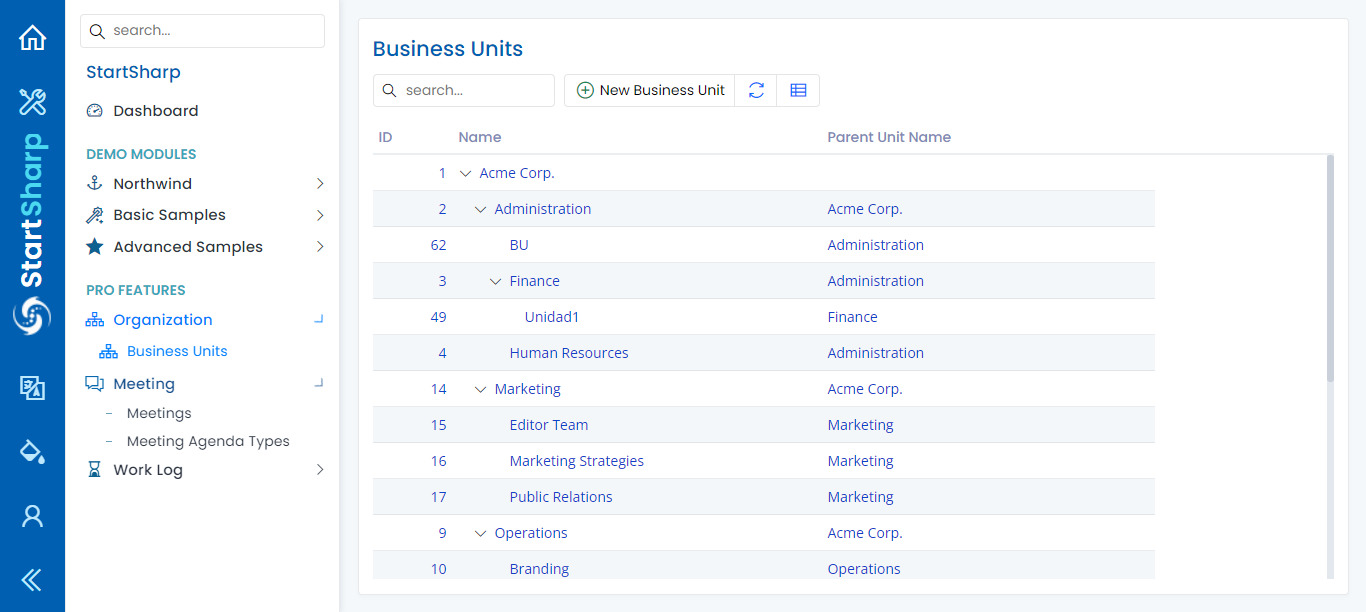 StartSharp
search...
StartSharp
Dashboard
DEMO MODULES
Northwind
Basic Samples
Advanced Samples
PRO FEATURES
Organization
Business Units
Meeting
Meetings
Meeting Agenda Types
Work Log
Business Units
search...
New Business Unit
ID Name Parent Unit Name
1 Acme Corp.
2 Administration Acme Corp.
62 BU Administration
3 Finance Administration
49 Unidad1 Finance
4 Human Resources Administration
14 Marketing Acme Corp.
15 Editor Team Marketing
16 Marketing Strategies Marketing
17 Public Relations Marketing
9 Operations Acme Corp.
10 Branding Operations